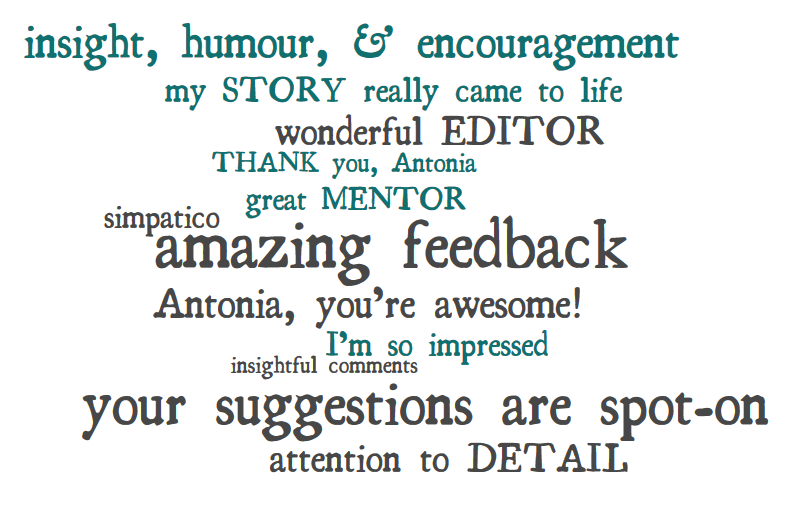 insight, humour, & encouragement
my STORY really came to life
wonderful EDITOR
THANK you, Antonia
great MENTOR
simpatico
amazing feedback
Antonia, you're awesome!
I'm so impressed
insightful comments
your suggestions are spot-on
attention to DETAIL